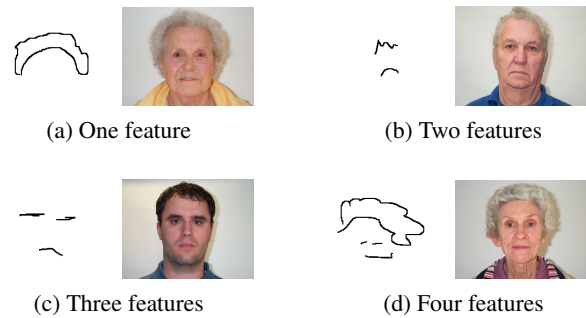 (a) One feature
(b) Two features
(c) Three features
(d) Four features